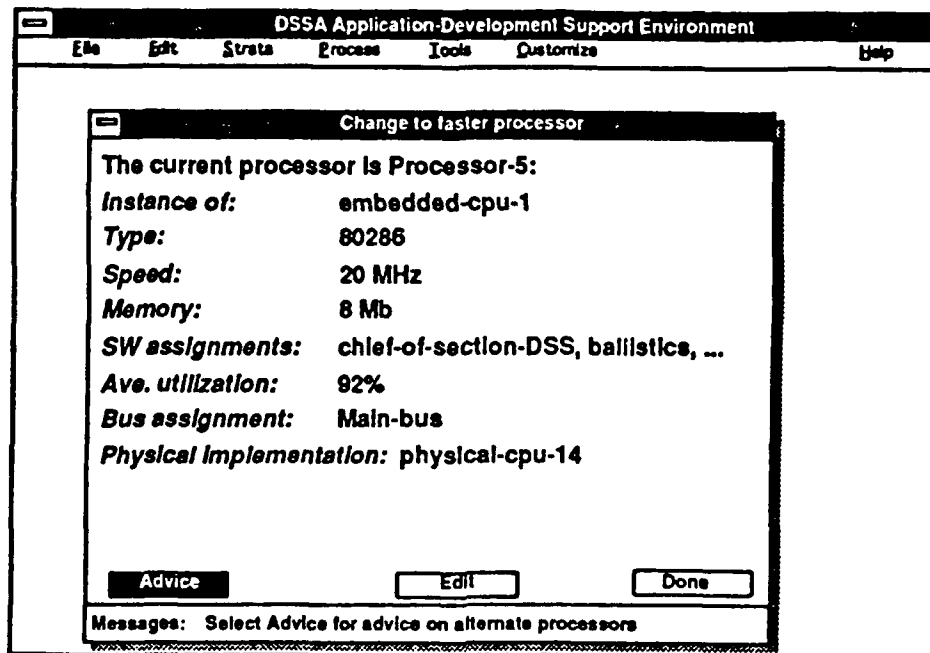 DSSA Application-Development Support Environment
File Edit Strata Process Tools Customize Help
Change to faster processor
The current processor is Processor-5:
Instance of: embedded-cpu-1
Type: 80286
Speed: 20 MHz
Memory: 8 Mb
SW assignments: chief-of-section-DSS, ballistics, ...
Ave. utilization: 92%
Bus assignment: Main-bus
Physical implementation: physical-cpu-14
Advice Edit Done
Messages: Select Advice for advice on alternate processors